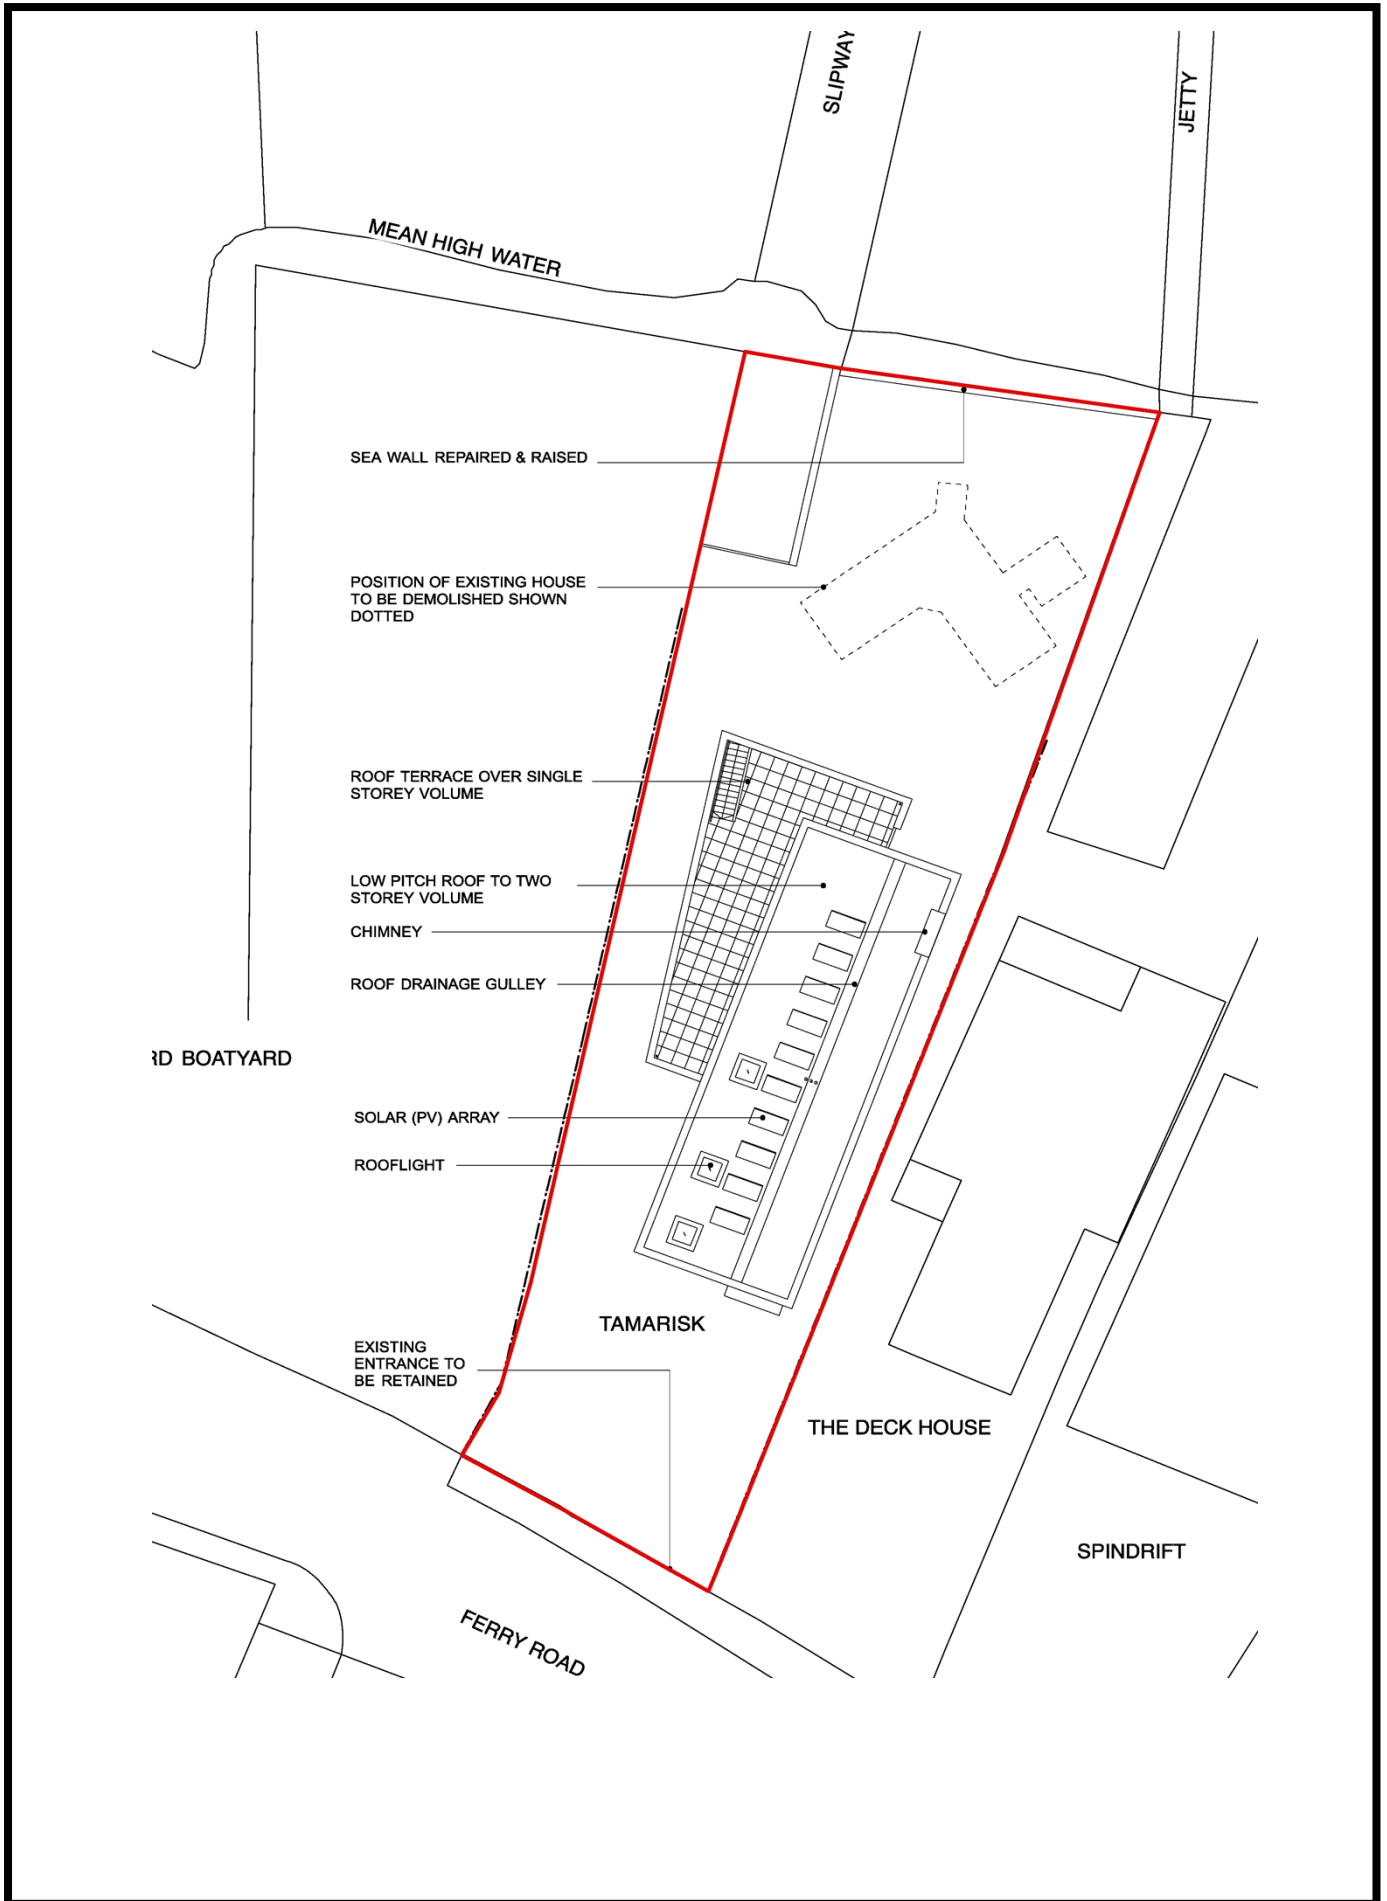 SLIPWAY
JETTY
MEAN HIGH WATER
SEA WALL REPAIRED & RAISED
POSITION OF EXISTING HOUSE
TO BE DEMOLISHED SHOWN
DOTTED
ROOF TERRACE OVER SINGLE
STOREY VOLUME
LOW PITCH ROOF TO TWO
STOREY VOLUME
CHIMNEY
ROOF DRAINAGE GULLEY
RD BOATYARD
SOLAR (PV) ARRAY
ROOFLIGHT
TAMARISK
EXISTING
ENTRANCE TO
BE RETAINED
THE DECK HOUSE
SPINDRIFT
FERRY ROAD